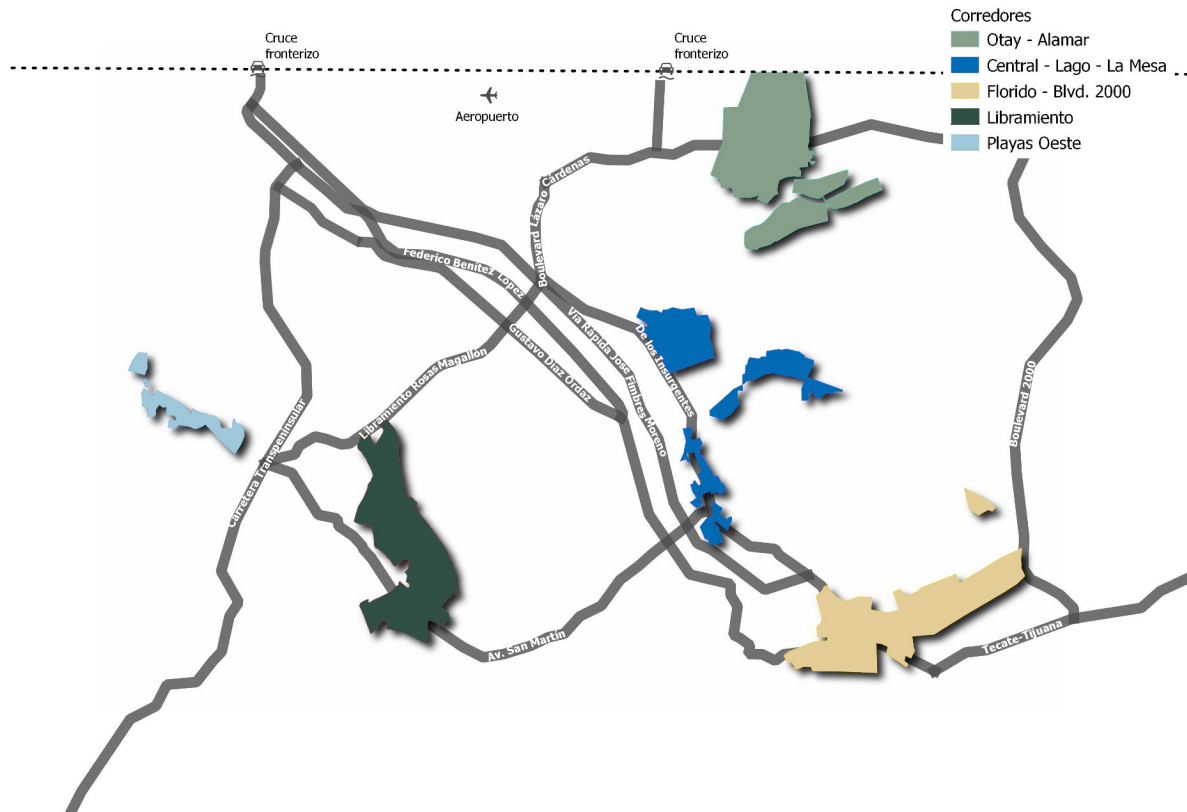 Corredores
Otay - Alamar
Central - Lago - La Mesa
Florido - Blvd. 2000
Libramiento
Playas Oeste
Cruce
fronterizo
Cruce
fronterizo
Aeropuerto
Boulevard Lázaro Cárdenas
Federico Benítez López
Gustavo Díaz Ordaz
Vía Rápida José Fimbres Moreno
De los Insurgentes
Libramiento Rosas Magallón
Carretera Transpeninsular
Boulevard 2000
Av. San Martín
Tecate-Tijuana